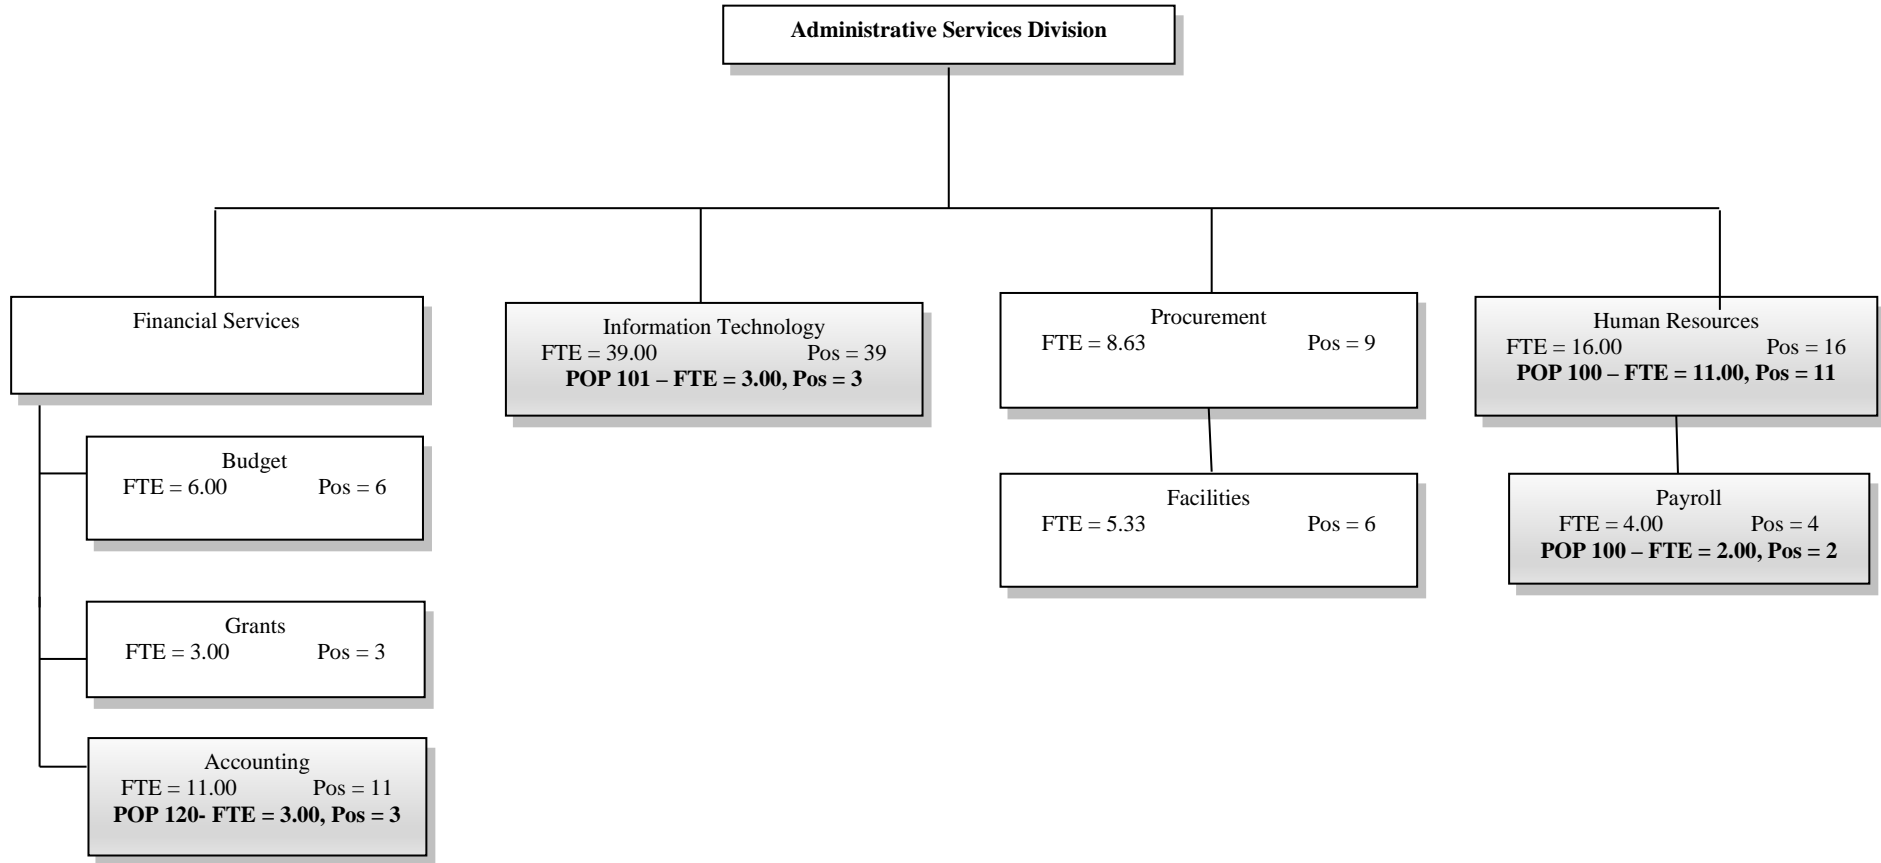 Administrative Services Division
Financial Services
Budget
FTE = 6.00 Pos = 6
Grants
FTE = 3.00 Pos = 3
Accounting
FTE = 11.00 Pos = 11
POP 120- FTE = 3.00, Pos = 3
Information Technology
FTE = 39.00 Pos = 39
POP 101 – FTE = 3.00, Pos = 3
Procurement
FTE = 8.63 Pos = 9
Facilities
FTE = 5.33 Pos = 6
Human Resources
FTE = 16.00 Pos = 16
POP 100 – FTE = 11.00, Pos = 11
Payroll
FTE = 4.00 Pos = 4
POP 100 – FTE = 2.00, Pos = 2